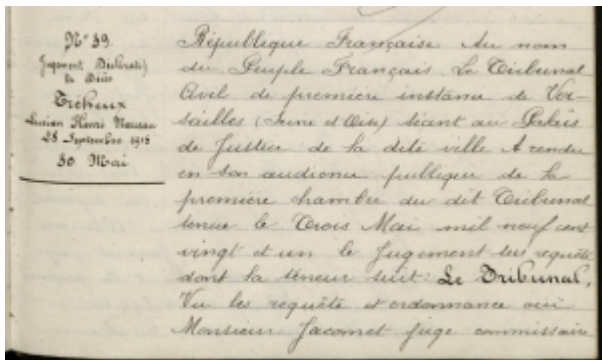 N° 39.
Jugement Déclaratif
de Décès
Tréheux
Lucien Henri Marceau
28 Septembre 1915
30 Mai
République Française Au nom
du Peuple Français. Le Tribunal
Civil de première instance de Ver-
sailles (Seine et Oise) séant au Palais
de Justice de la dite ville A rendu
en son audience publique de la
première chambre du dit Tribunal
tenue le Trois Mai mil neuf cent
vingt et un le Jugement sur requête
dont la teneur suit: Le Tribunal,
Vu les requête et ordonnance ouï
Monsieur Jacomet juge commissaire